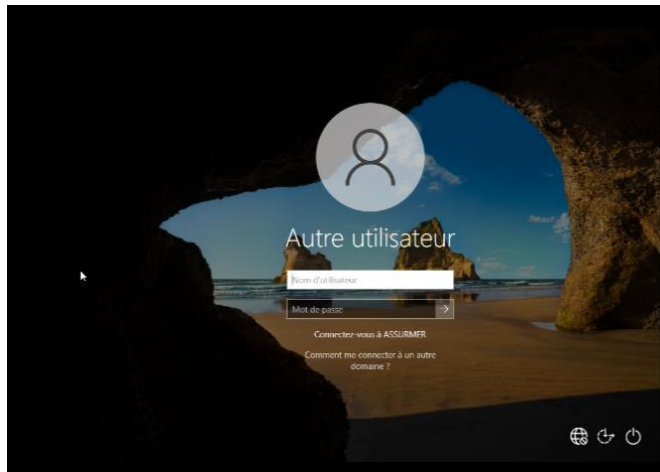 Autre utilisateur
Nom d'utilisateur
Mot de passe
Connectez-vous à ASSURMER
Comment me connecter à un autre
domaine ?